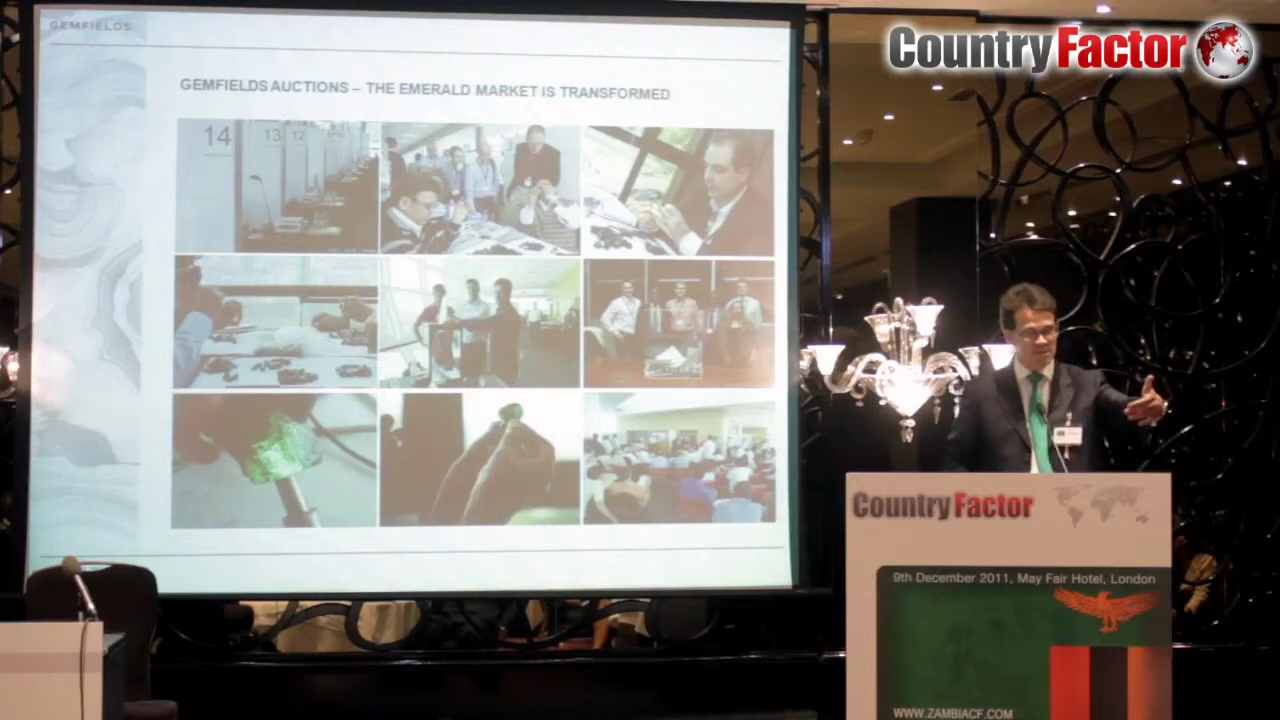 GEMFIELDS
CountryFactor
GEMFIELDS AUCTIONS – THE EMERALD MARKET IS TRANSFORMED
14 13 12
CountryFactor
9th December 2011, May Fair Hotel, London
WWW.ZAMBIACF.COM